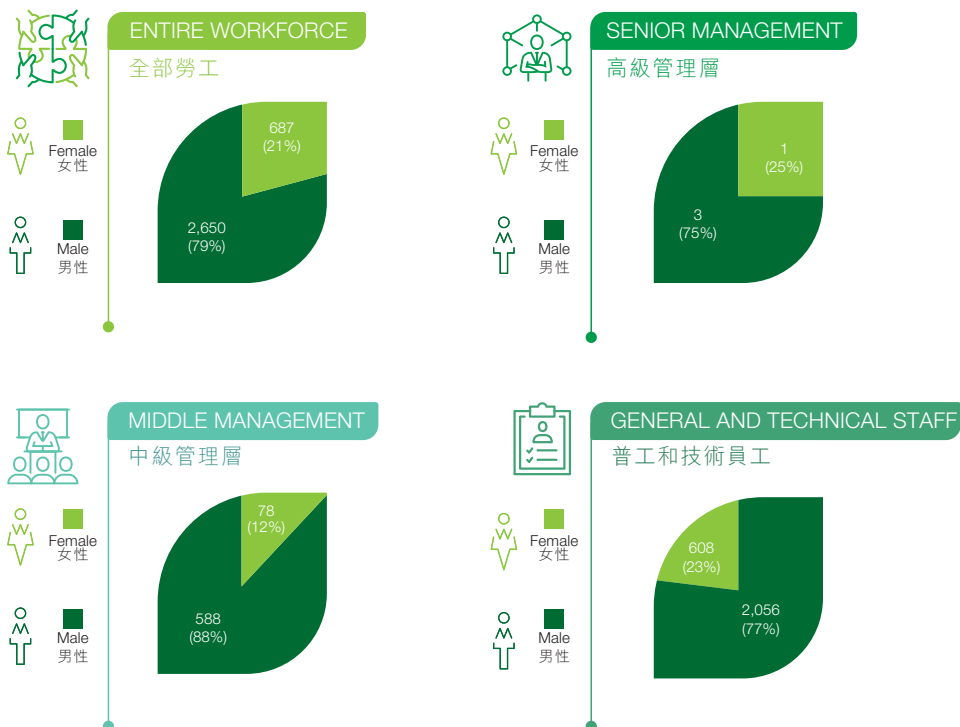 ENTIRE WORKFORCE
全部勞工
Female
女性
Male
男性
687
(21%)
2,650
(79%)
SENIOR MANAGEMENT
高級管理層
Female
女性
Male
男性
1
(25%)
3
(75%)
MIDDLE MANAGEMENT
中級管理層
Female
女性
Male
男性
78
(12%)
588
(88%)
GENERAL AND TECHNICAL STAFF
普工和技術員工
Female
女性
Male
男性
608
(23%)
2,056
(77%)